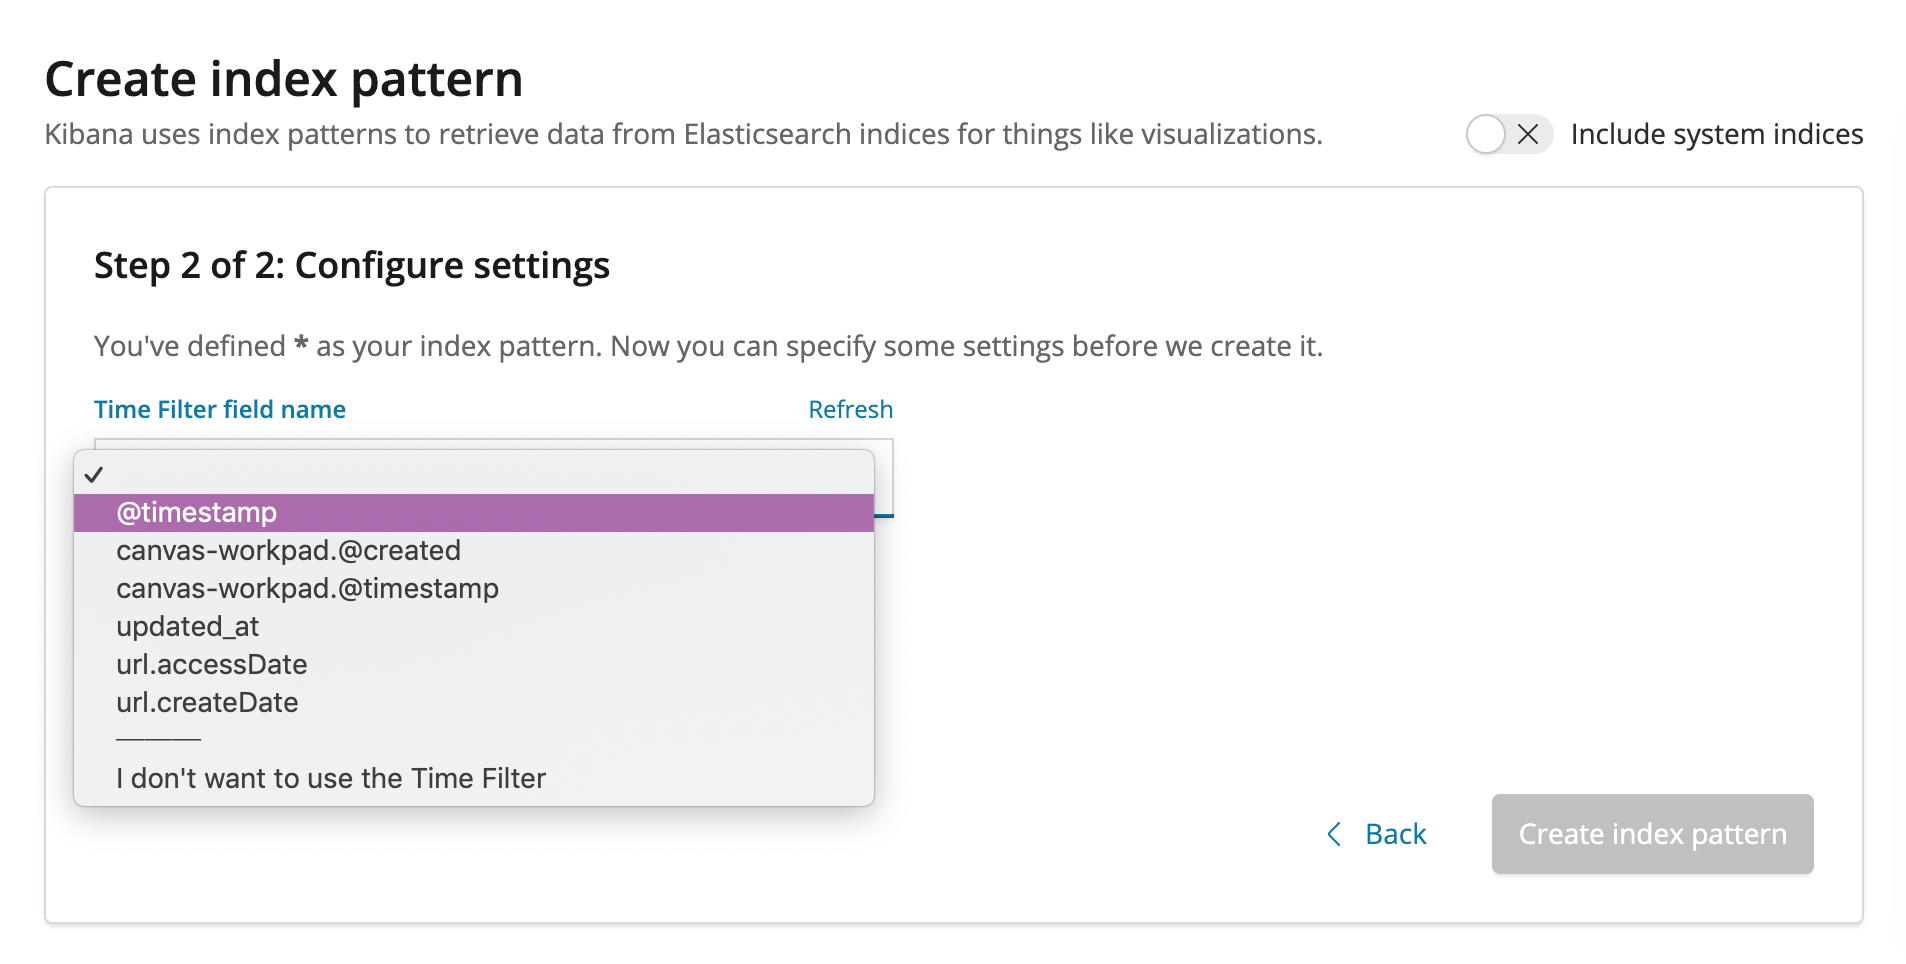 Create index pattern
Kibana uses index patterns to retrieve data from Elasticsearch indices for things like visualizations.
Include system indices
Step 2 of 2: Configure settings
You've defined * as your index pattern. Now you can specify some settings before we create it.
Time Filter field name
Refresh
@timestamp
canvas-workpad.@created
canvas-workpad.@timestamp
updated_at
url.accessDate
url.createDate
I don't want to use the Time Filter
Back
Create index pattern